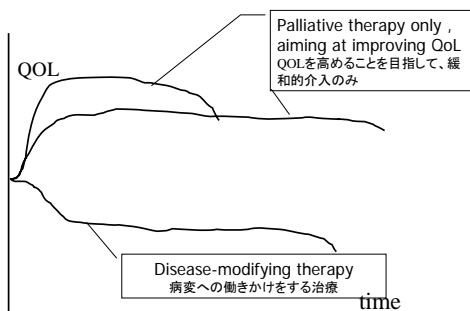 Palliative therapy only ,
aiming at improving QoL
QOLを高めることを目指して、緩
和的介入のみ
QOL
Disease-modifying therapy
病変への働きかけをする治療
time